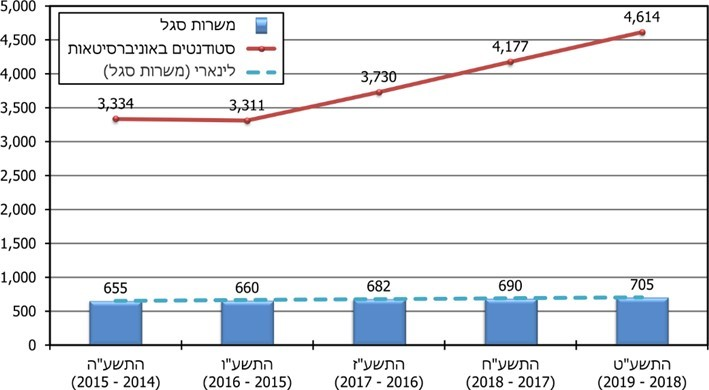 משרות סגל
סטודנטים באוניברסיטאות
לינארי (משרות סגל)
5,000
4,500
4,000
3,500
3,000
2,500
2,000
1,500
1,000
500
0
3,334
3,311
3,730
4,177
4,614
655
660
682
690
705
התשע"ה
(2015 - 2014)
התשע"ו
(2016 - 2015)
התשע"ז
(2017 - 2016)
התשע"ח
(2018 - 2017)
התשע"ט
(2019 - 2018)